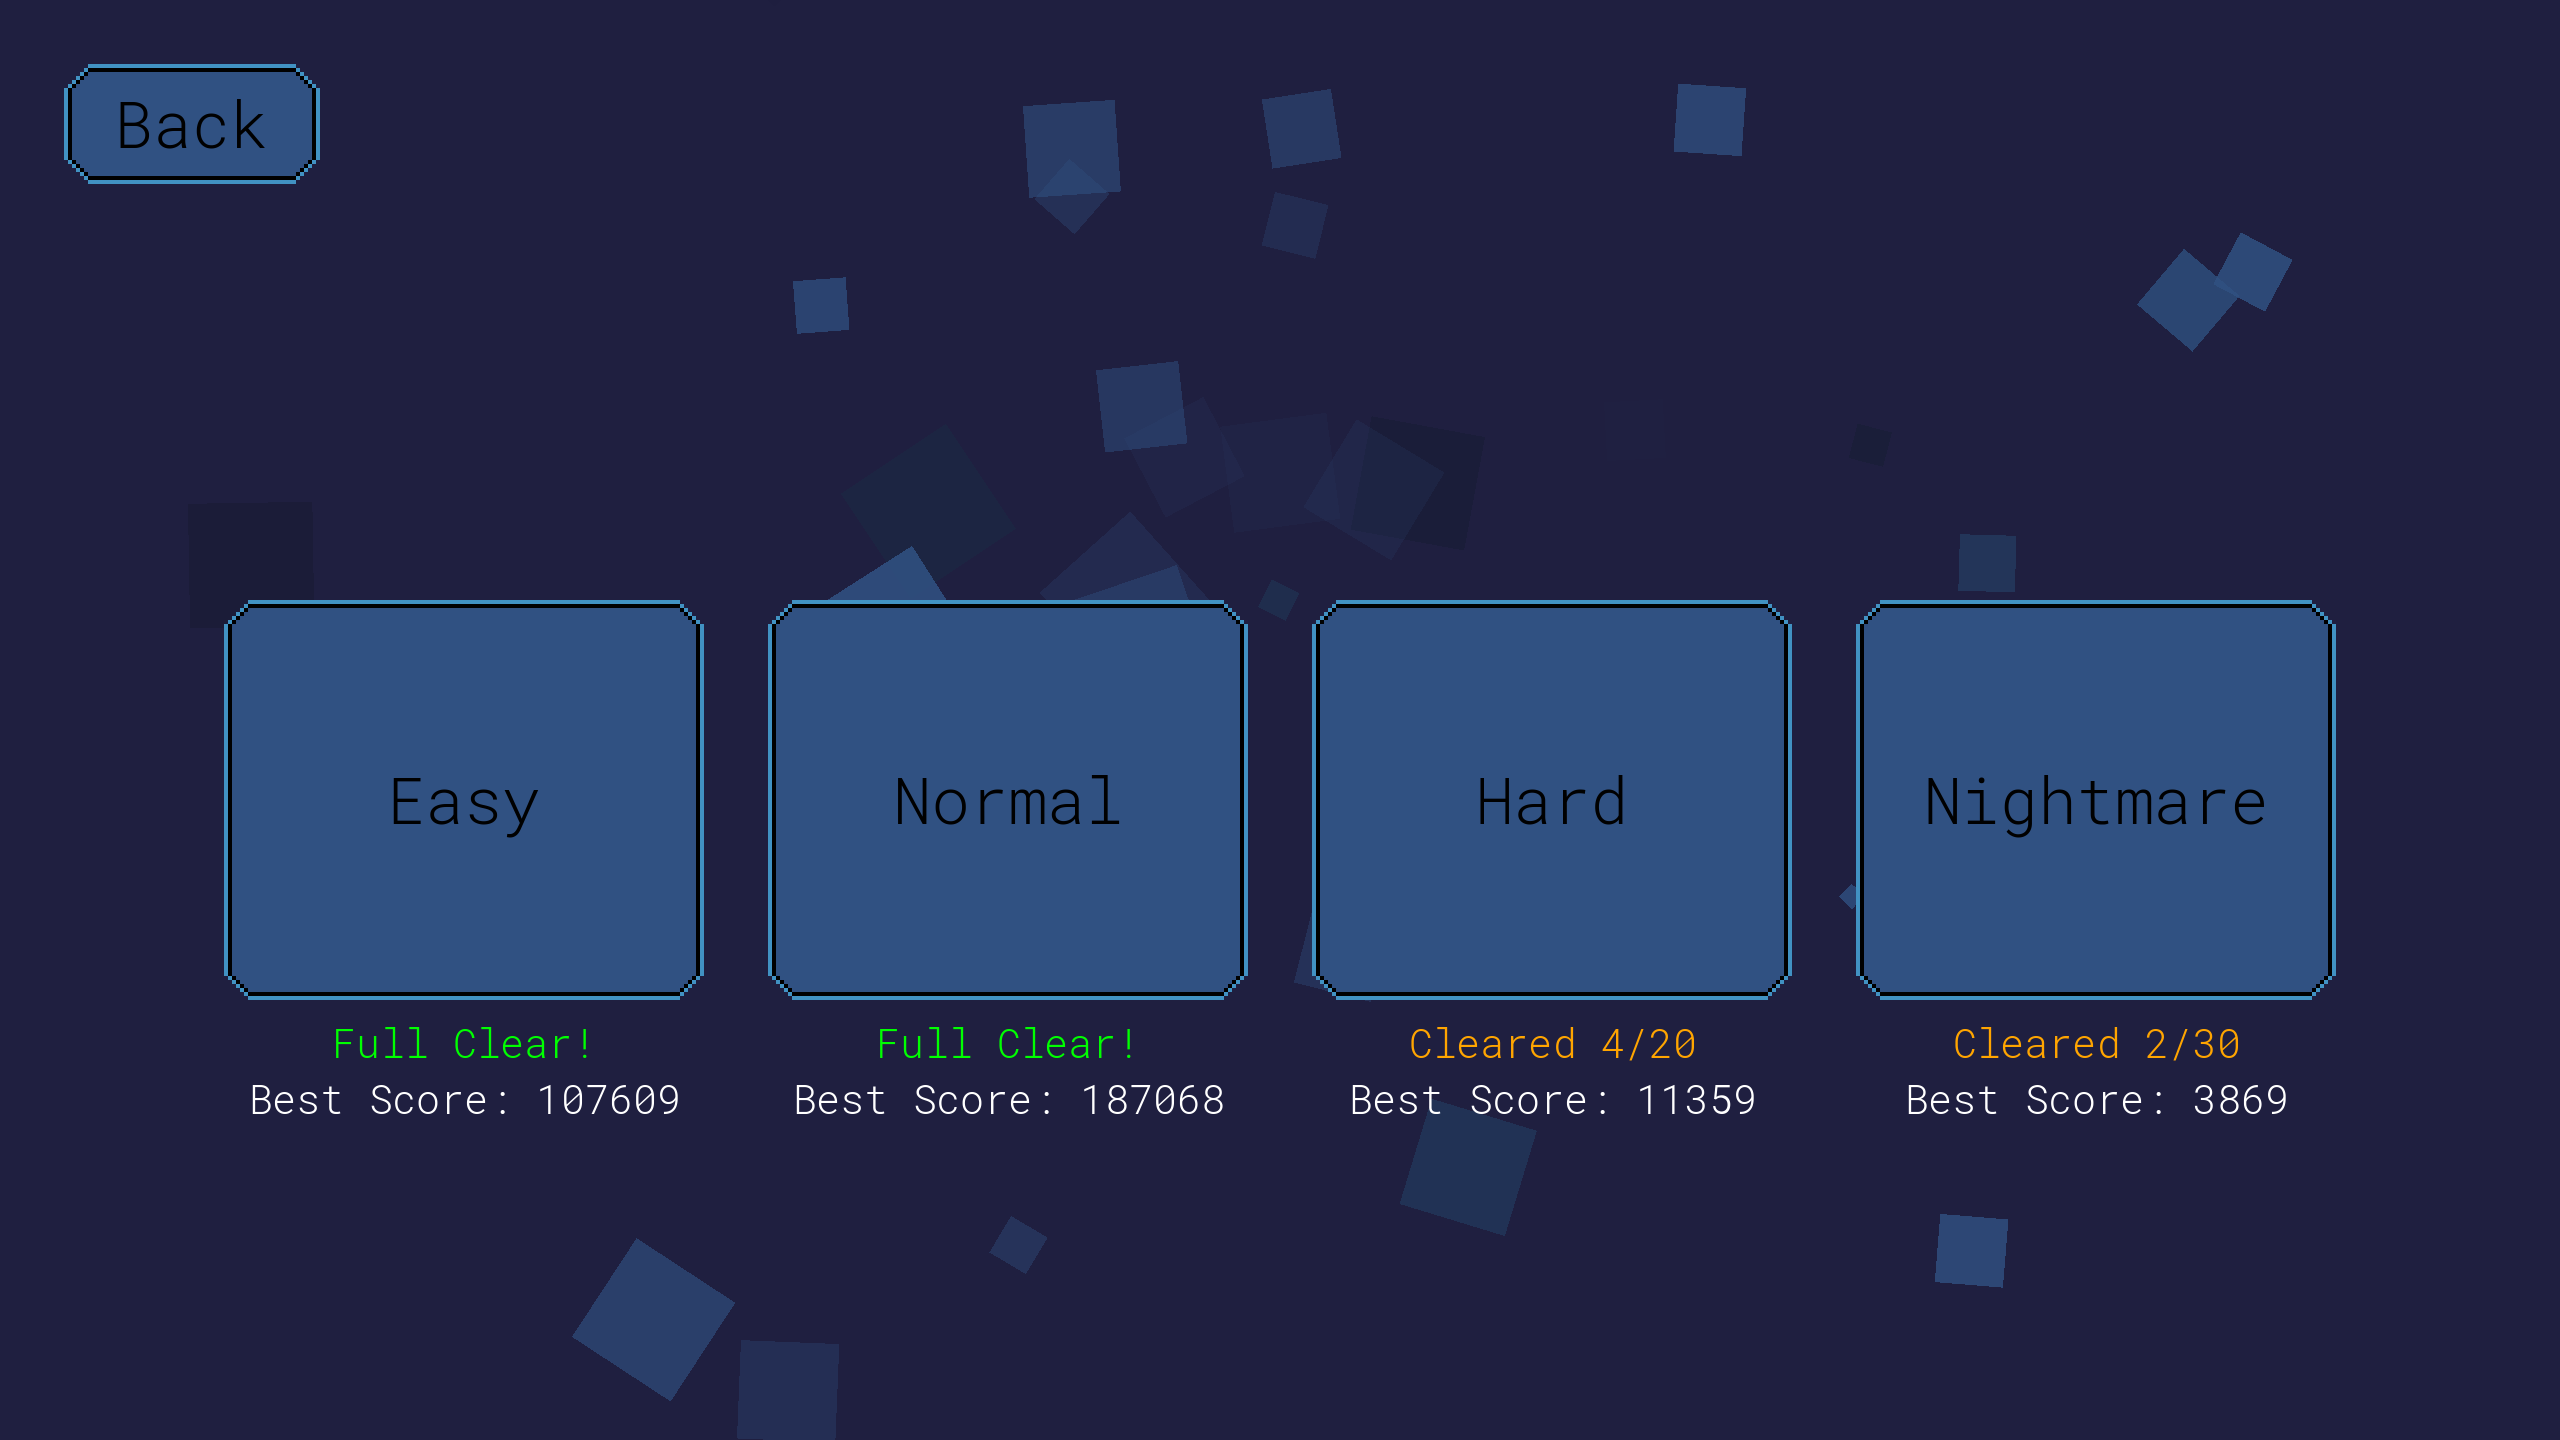 Back
Easy
Normal
Hard
Nightmare
Full Clear!
Full Clear!
Cleared 4/20
Cleared 2/30
Best Score: 107609
Best Score: 187068
Best Score: 11359
Best Score: 3869